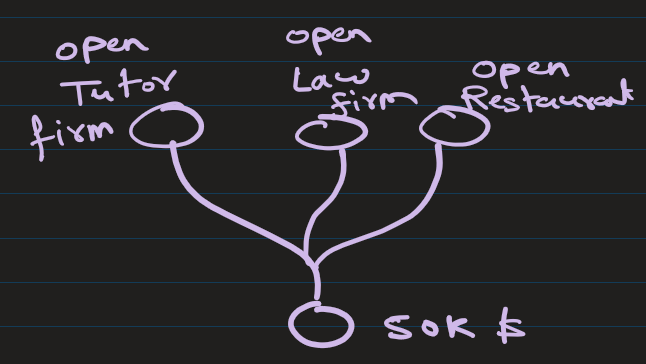 open
Tutor
firm
open
Law
firm
open
Restaurant
50K $